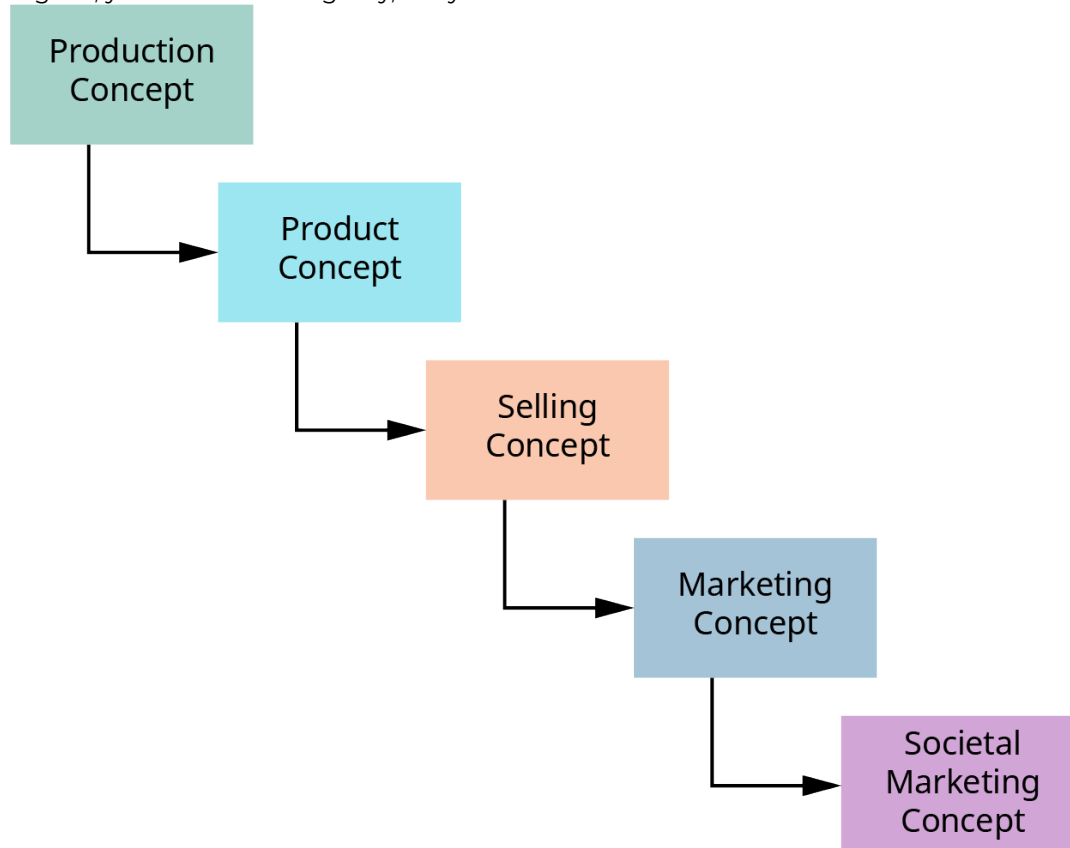 Production
Concept
Product
Concept
Selling
Concept
Marketing
Concept
Societal
Marketing
Concept